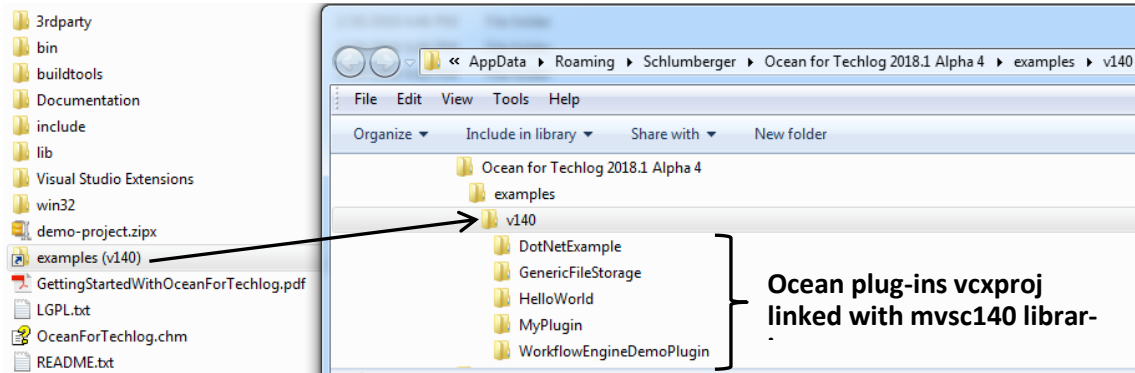 3rdparty
bin
buildtools
Documentation
include
lib
Visual Studio Extensions
win32
demo-project.zipx
examples (v140)
GettingStartedWithOceanForTechlog.pdf
LGPL.txt
OceanForTechlog.chm
README.txt
« AppData ▸ Roaming ▸ Schlumberger ▸ Ocean for Techlog 2018.1 Alpha 4 ▸ examples ▸ v140
File Edit View Tools Help
Organize Include in library Share with New folder
Ocean for Techlog 2018.1 Alpha 4
examples
v140
DotNetExample
GenericFileStorage
HelloWorld
MyPlugin
WorkflowEngineDemoPlugin
Ocean plug-ins vcxproj
linked with mvsc140 librar-